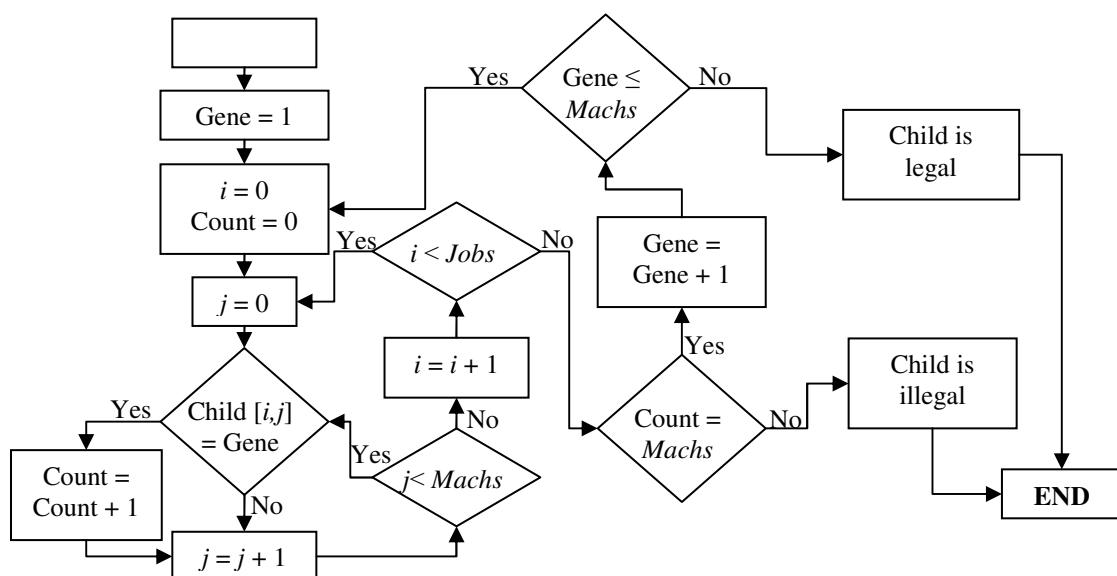 Gene = 1
i = 0
Count = 0
j = 0
Child [i,j]
= Gene
Yes
No
Count =
Count + 1
j = j + 1
j< Machs
Yes
No
i = i + 1
i < Jobs
Yes
No
Count =
Machs
Yes
No
Gene =
Gene + 1
Gene ≤
Machs
Yes
No
Child is
legal
Child is
illegal
END